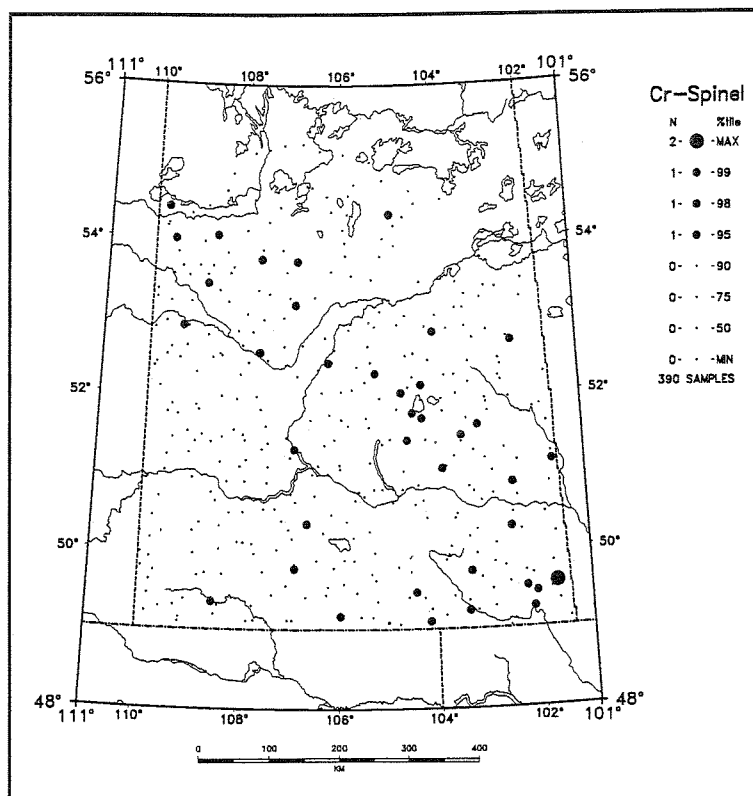 111° 110° 108° 106° 104° 102° 101°
56° 56°
54° 54°
52° 52°
50° 50°
48° 48°
111° 110° 108° 106° 104° 102° 101°
Cr-Spinel
N %tile
2- -MAX
1- -99
1- -98
1- -95
0- -90
0- -75
0- -50
0- -MIN
390 SAMPLES
0 100 200 300 400
KM